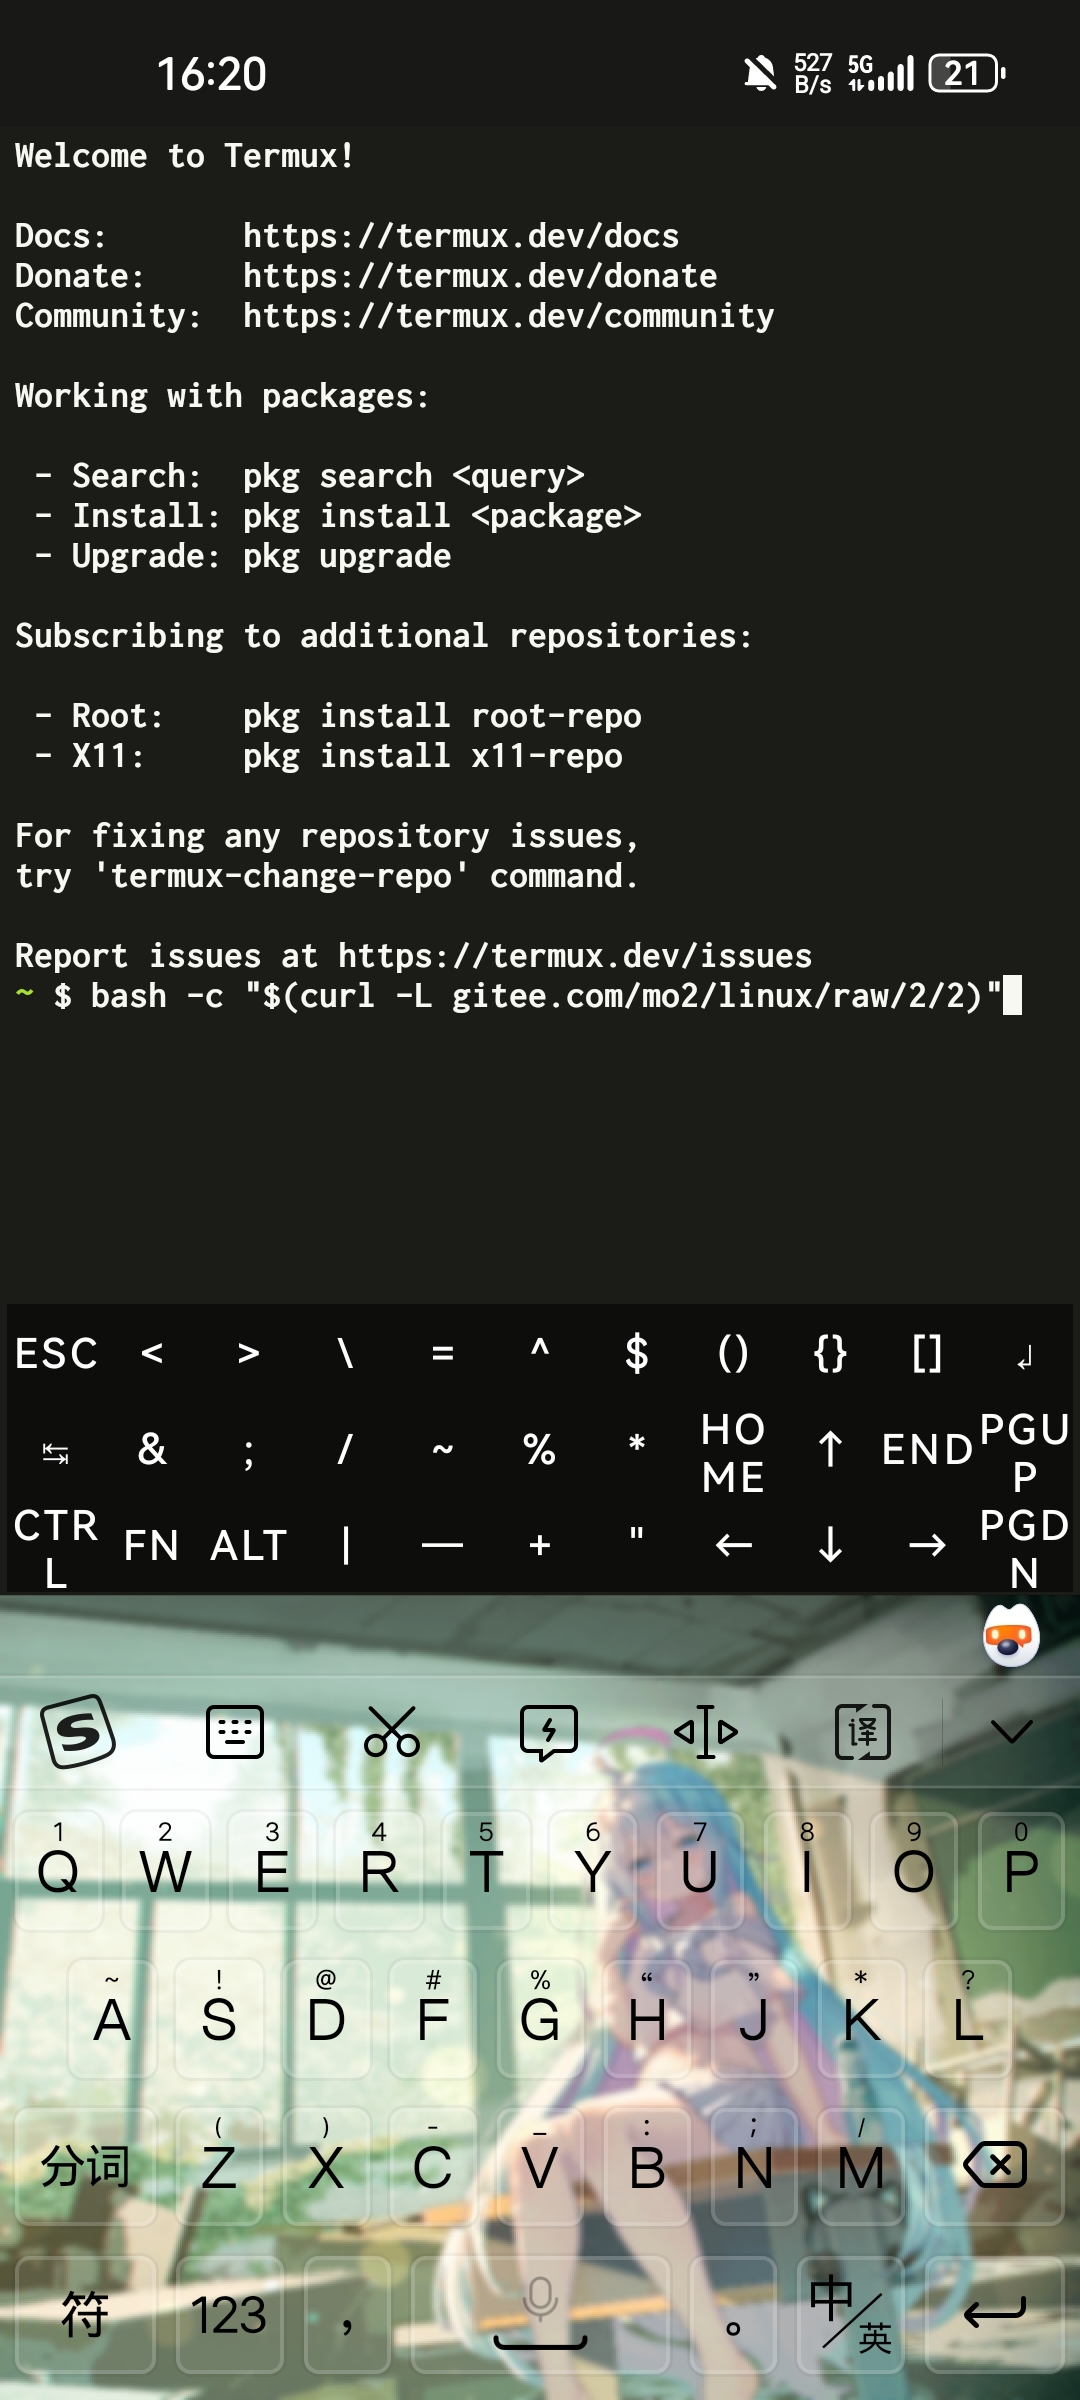 16:20
527
B/s
5G
21
Welcome to Termux!
Docs:       https://termux.dev/docs
Donate:     https://termux.dev/donate
Community:  https://termux.dev/community
Working with packages:
 - Search:  pkg search <query>
 - Install: pkg install <package>
 - Upgrade: pkg upgrade
Subscribing to additional repositories:
 - Root:    pkg install root-repo
 - X11:     pkg install x11-repo
For fixing any repository issues,
try 'termux-change-repo' command.
Report issues at https://termux.dev/issues
~ $ bash -c "$(curl -L gitee.com/mo2/linux/raw/2/2)"
ESC < > \ = ^ $ () {} [] ↲
↹ & ; / ~ % * HOME ↑ END PGUP
CTRL FN ALT | — + " ← ↓ → PGDN
S 译
1 2 3 4 5 6 7 8 9 0
Q W E R T Y U I O P
~ ! @ # % “ ” * ?
A S D F G H J K L
( ) - _ : ; /
分词 Z X C V B N M
符 123 ， 。 中/英